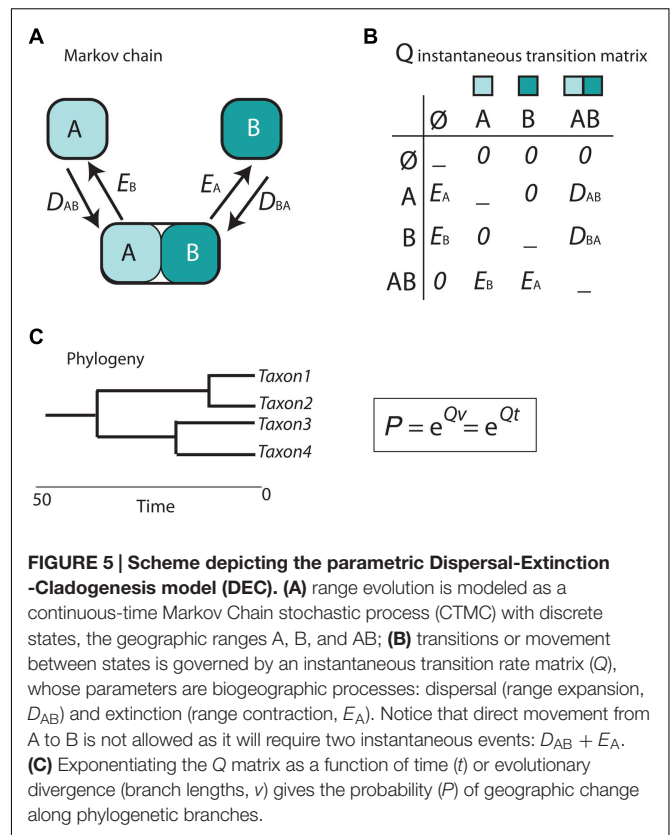 A
Markov chain
B
Q instantaneous transition matrix
A
B
D_AB
E_B
E_A
D_BA
A
B
Ø A B AB
Ø _ 0 0 0
A E_A _ 0 D_AB
B E_B 0 _ D_BA
AB 0 E_B E_A _
C
Phylogeny
Taxon1
Taxon2
Taxon3
Taxon4
50
0
Time
P = e^Qv = e^Qt
FIGURE 5 | Scheme depicting the parametric Dispersal-Extinction
-Cladogenesis model (DEC). (A) range evolution is modeled as a
continuous-time Markov Chain stochastic process (CTMC) with discrete
states, the geographic ranges A, B, and AB; (B) transitions or movement
between states is governed by an instantaneous transition rate matrix (Q),
whose parameters are biogeographic processes: dispersal (range expansion,
D_AB) and extinction (range contraction, E_A). Notice that direct movement from
A to B is not allowed as it will require two instantaneous events: D_AB + E_A.
(C) Exponentiating the Q matrix as a function of time (t) or evolutionary
divergence (branch lengths, v) gives the probability (P) of geographic change
along phylogenetic branches.